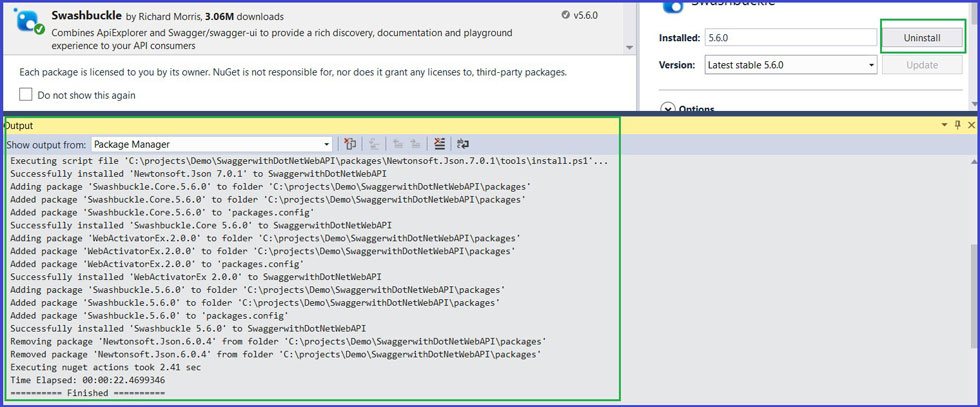 Swashbuckle by Richard Morris, 3.06M downloads
v5.6.0
Combines ApiExplorer and Swagger/swagger-ui to provide a rich discovery, documentation and playground
experience to your API consumers
Each package is licensed to you by its owner. NuGet is not responsible for, nor does it grant any licenses to, third-party packages.
Do not show this again
Swashbuckle
Installed: 5.6.0 Uninstall
Version: Latest stable 5.6.0 Update
Options
Output
Show output from: Package Manager
Executing script file 'C:\projects\Demo\SwaggerwithDotNetWebAPI\packages\Newtonsoft.Json.7.0.1\tools\install.ps1'...
Successfully installed 'Newtonsoft.Json 7.0.1' to SwaggerwithDotNetWebAPI
Adding package 'Swashbuckle.Core.5.6.0' to folder 'C:\projects\Demo\SwaggerwithDotNetWebAPI\packages'
Added package 'Swashbuckle.Core.5.6.0' to folder 'C:\projects\Demo\SwaggerwithDotNetWebAPI\packages'
Added package 'Swashbuckle.Core.5.6.0' to 'packages.config'
Successfully installed 'Swashbuckle.Core 5.6.0' to SwaggerwithDotNetWebAPI
Adding package 'WebActivatorEx.2.0.0' to folder 'C:\projects\Demo\SwaggerwithDotNetWebAPI\packages'
Added package 'WebActivatorEx.2.0.0' to folder 'C:\projects\Demo\SwaggerwithDotNetWebAPI\packages'
Added package 'WebActivatorEx.2.0.0' to 'packages.config'
Successfully installed 'WebActivatorEx 2.0.0' to SwaggerwithDotNetWebAPI
Adding package 'Swashbuckle.5.6.0' to folder 'C:\projects\Demo\SwaggerwithDotNetWebAPI\packages'
Added package 'Swashbuckle.5.6.0' to folder 'C:\projects\Demo\SwaggerwithDotNetWebAPI\packages'
Added package 'Swashbuckle.5.6.0' to 'packages.config'
Successfully installed 'Swashbuckle 5.6.0' to SwaggerwithDotNetWebAPI
Removing package 'Newtonsoft.Json.6.0.4' from folder 'C:\projects\Demo\SwaggerwithDotNetWebAPI\packages'
Removed package 'Newtonsoft.Json.6.0.4' from folder 'C:\projects\Demo\SwaggerwithDotNetWebAPI\packages'
Executing nuget actions took 2.41 sec
Time Elapsed: 00:00:22.4699346
========== Finished ==========